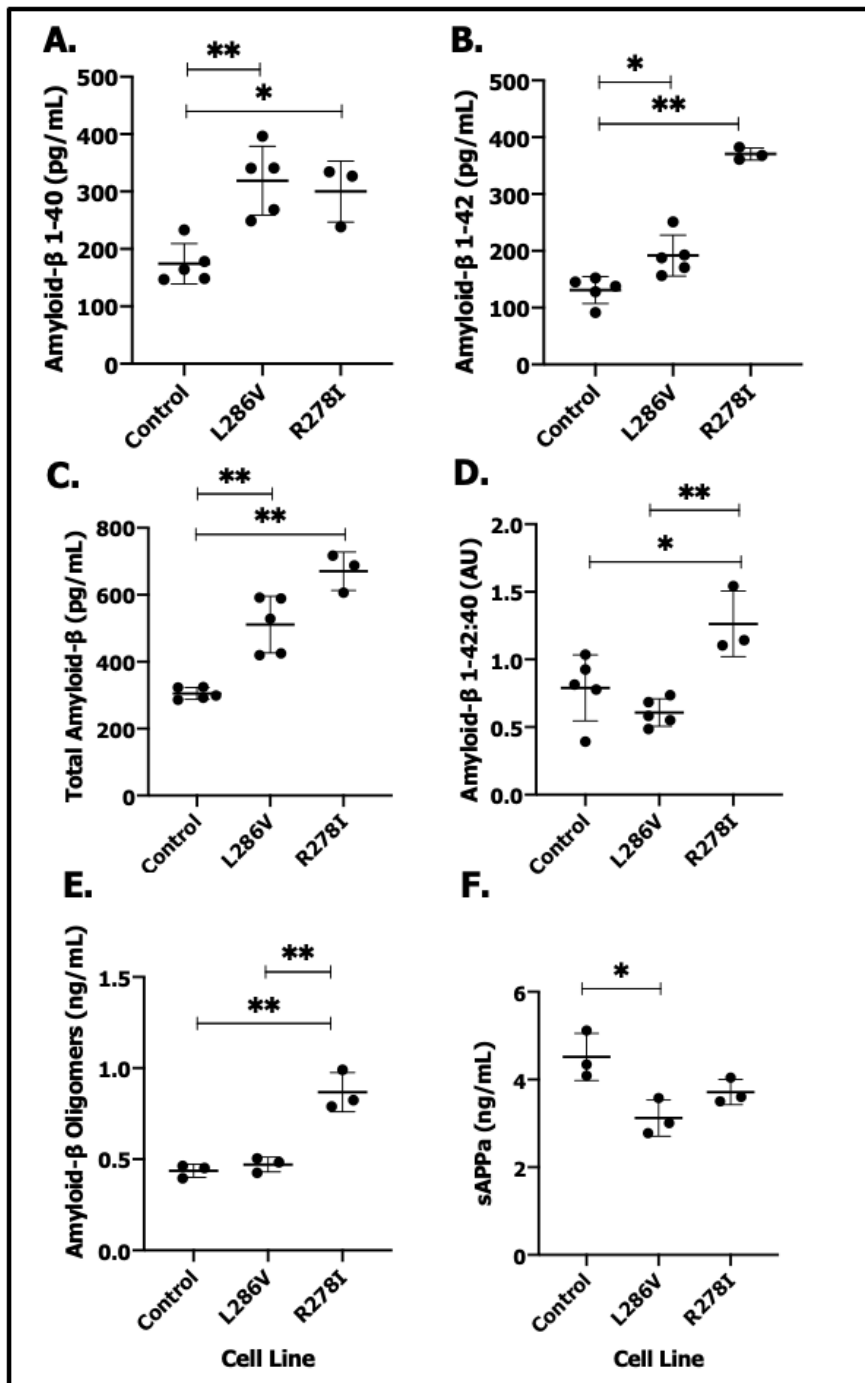 A.
**
*
500
400
300
200
100
0
Amyloid-β 1-40 (pg/mL)
Control
L286V
R278I
B.
*
**
500
400
300
200
100
0
Amyloid-β 1-42 (pg/mL)
Control
L286V
R278I
C.
**
**
800
600
400
200
0
Total Amyloid-β (pg/mL)
Control
L286V
R278I
D.
**
*
2.0
1.5
1.0
0.5
0.0
Amyloid-β 1-42:40 (AU)
Control
L286V
R278I
E.
**
**
1.5
1.0
0.5
0.0
Amyloid-β Oligomers (ng/mL)
Control
L286V
R278I
Cell Line
F.
*
6
4
2
0
sAPPa (ng/mL)
Control
L286V
R278I
Cell Line